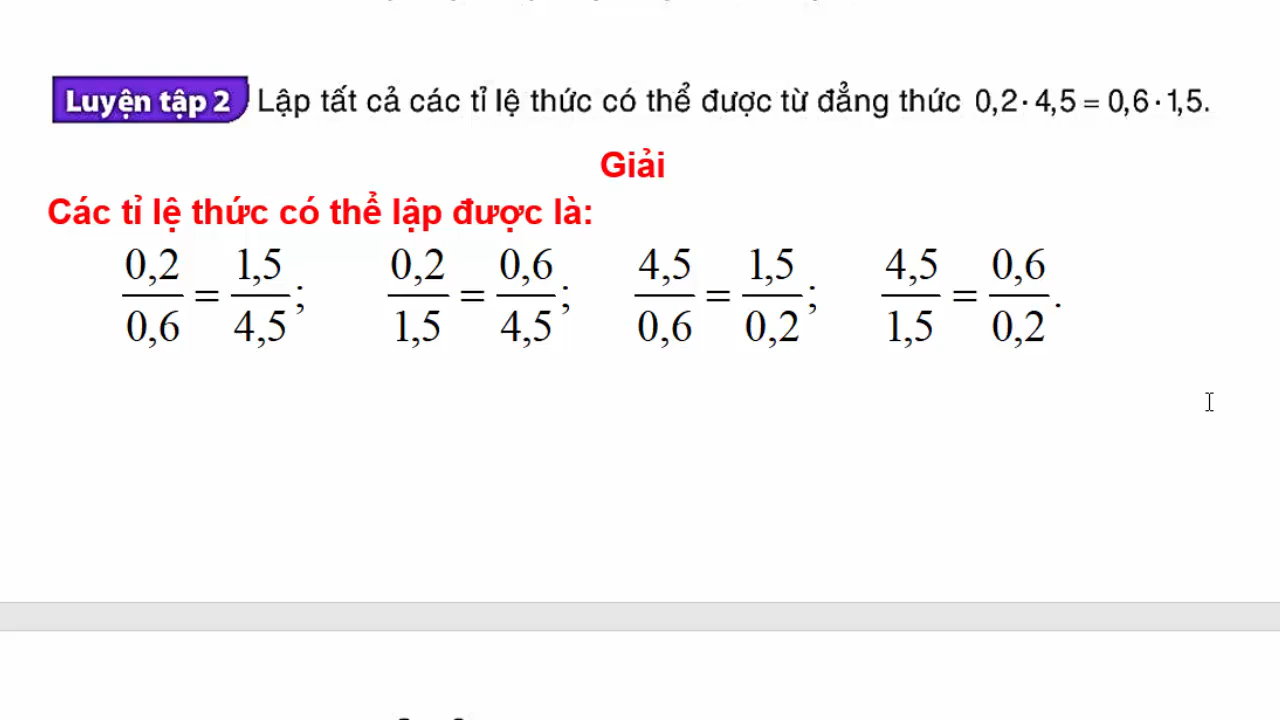 Luyện tập 2 Lập tất cả các tỉ lệ thức có thể được từ đẳng thức 0,2 · 4,5 = 0,6 · 1,5.
Giải
Các tỉ lệ thức có thể lập được là:
0,2/0,6 = 1,5/4,5; 0,2/1,5 = 0,6/4,5; 4,5/0,6 = 1,5/0,2; 4,5/1,5 = 0,6/0,2.